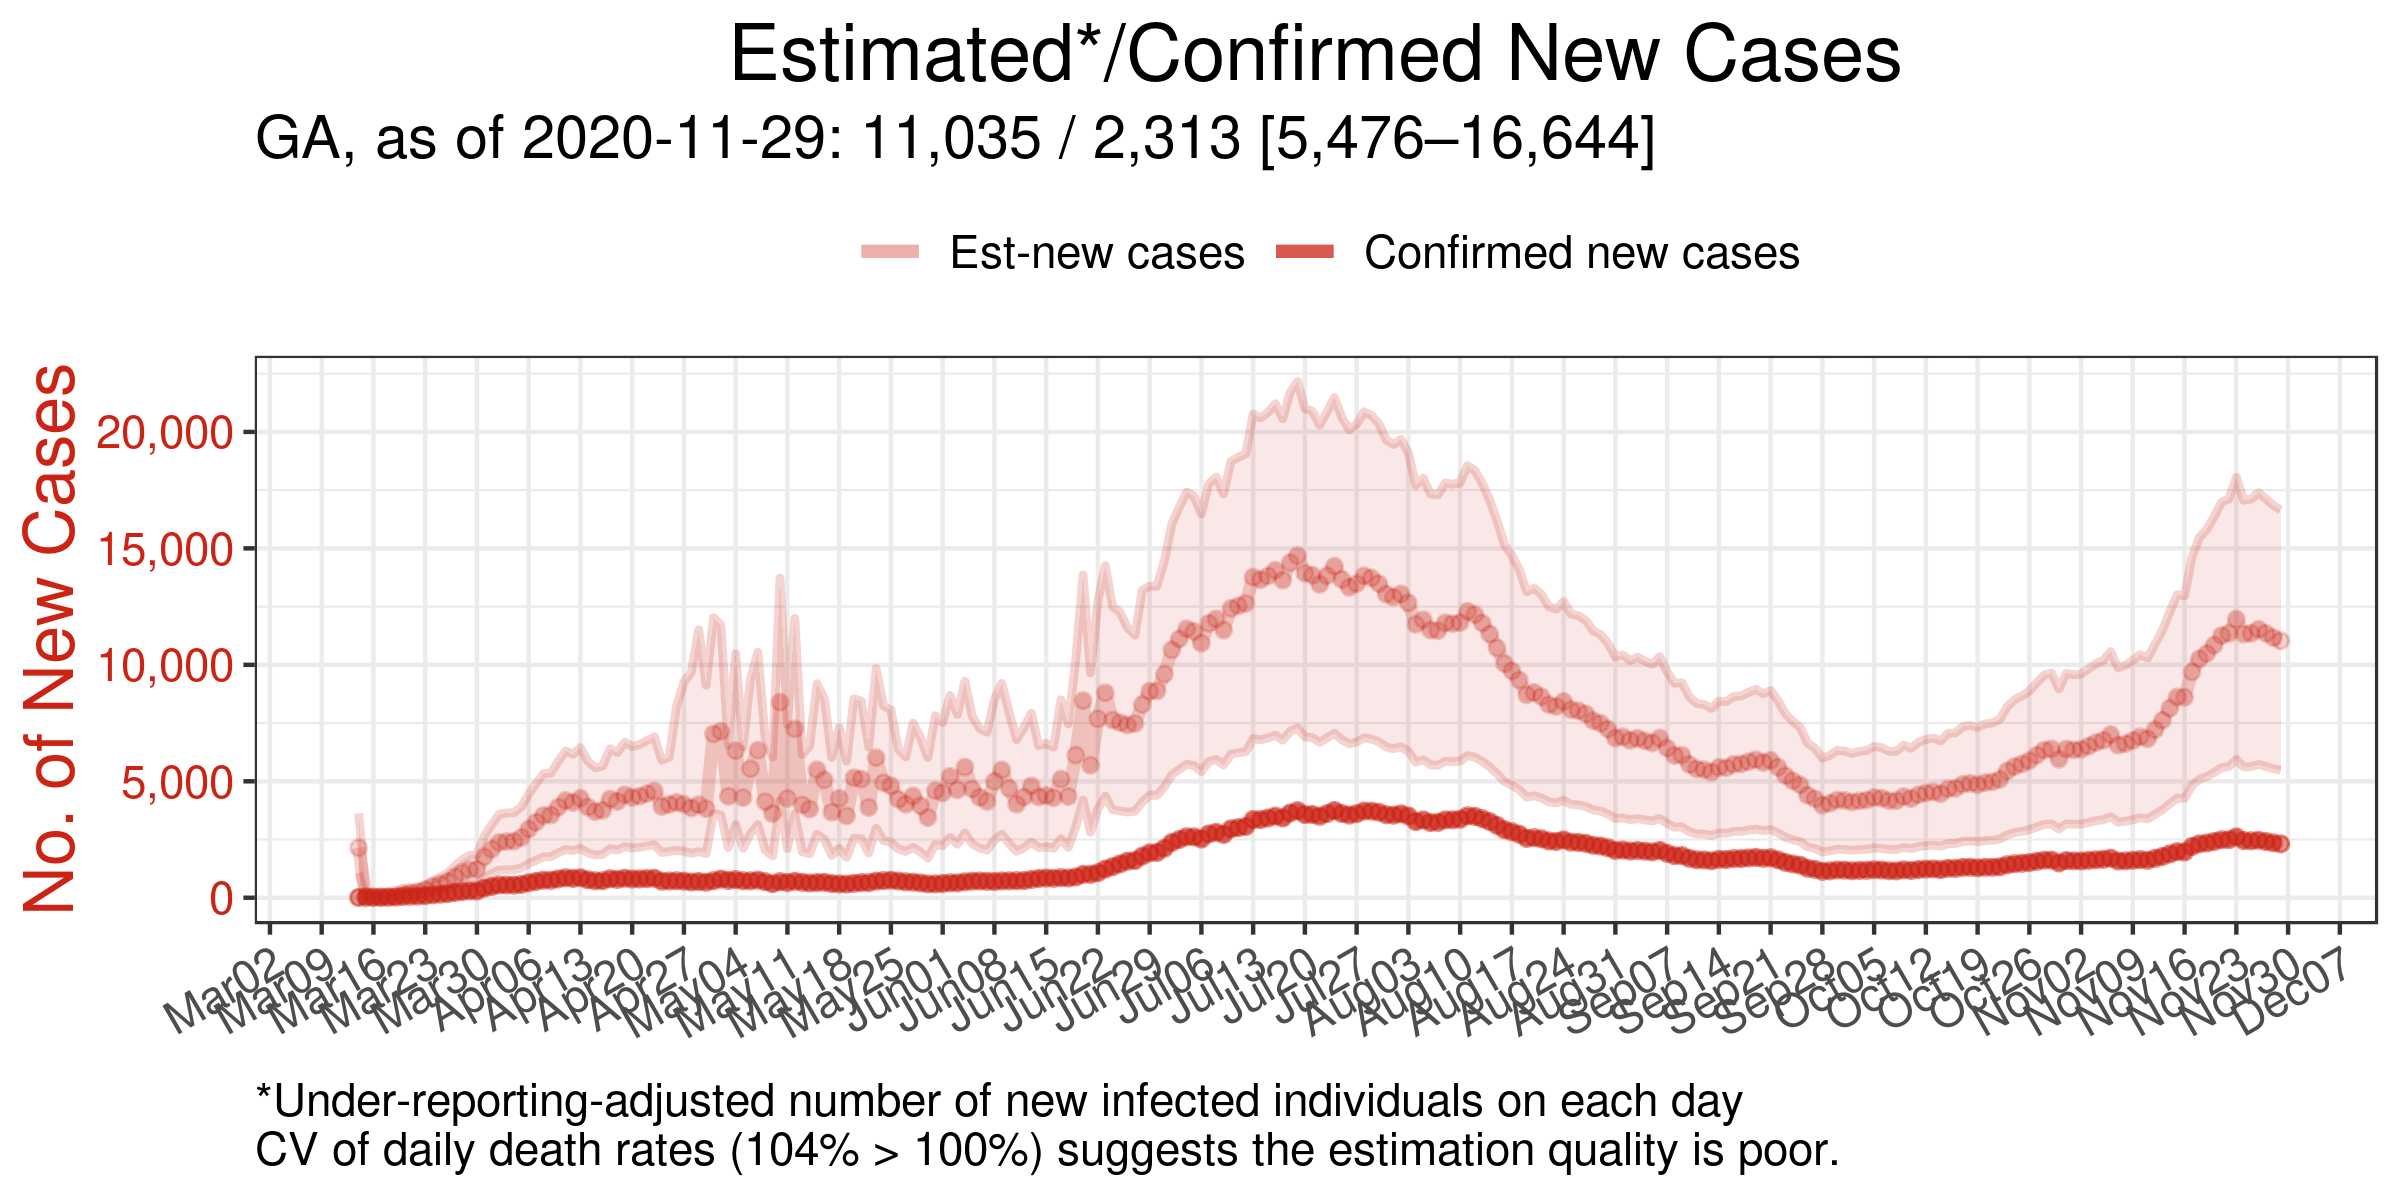 Estimated*/Confirmed New Cases
GA, as of 2020-11-29: 11,035 / 2,313 [5,476–16,644]
Est-new cases Confirmed new cases
No. of New Cases
20,000
15,000
10,000
5,000
0
Mar02 Mar09 Mar16 Mar23 Mar30 Apr06 Apr13 Apr20 Apr27 May04 May11 May18 May25 Jun01 Jun08 Jun15 Jun22 Jun29 Jul06 Jul13 Jul20 Jul27 Aug03 Aug10 Aug17 Aug24 Aug31 Sep07 Sep14 Sep21 Sep28 Oct05 Oct12 Oct19 Oct26 Nov02 Nov09 Nov16 Nov23 Nov30 Dec07
*Under-reporting-adjusted number of new infected individuals on each day
CV of daily death rates (104% > 100%) suggests the estimation quality is poor.